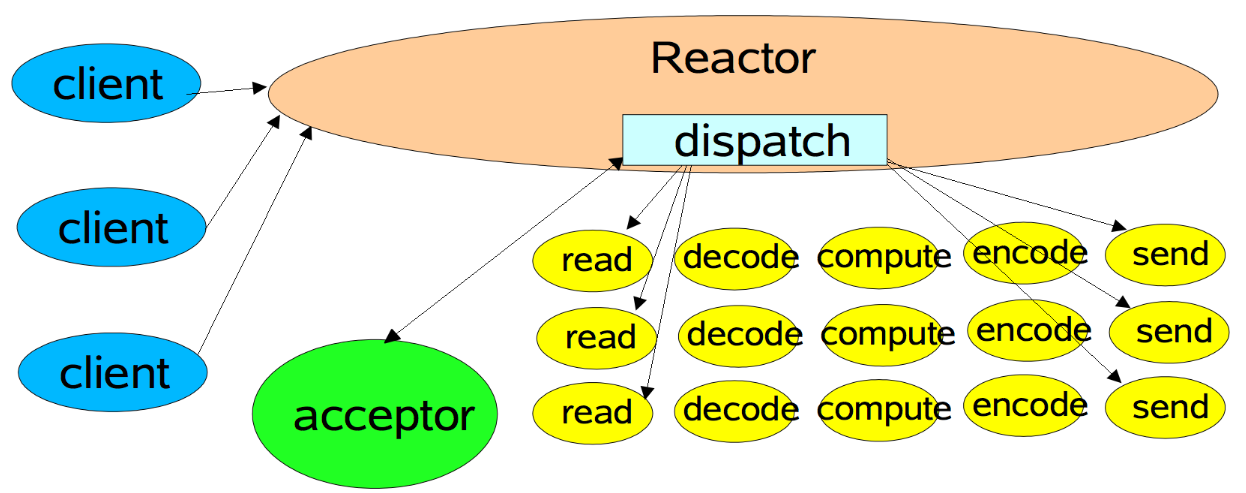 Reactor
client
dispatch
client
read decode compute encode send
read decode compute encode send
client
acceptor
read decode compute encode send